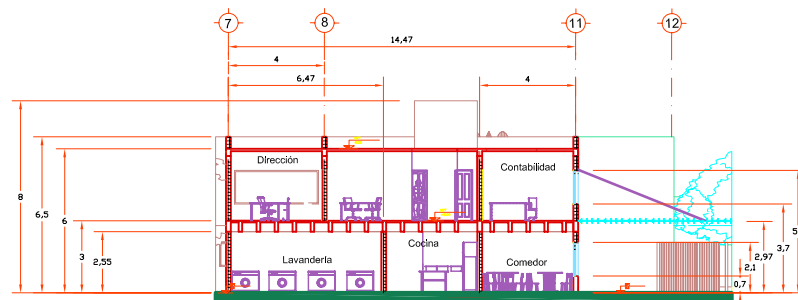 7 8 11 12
14,47
4
6,47 4
DIrección
Contabilidad
8
6,5
6
3
2,55
5
3,7
2,97
2,1
0,7
Lavandería
Cocina
Comedor